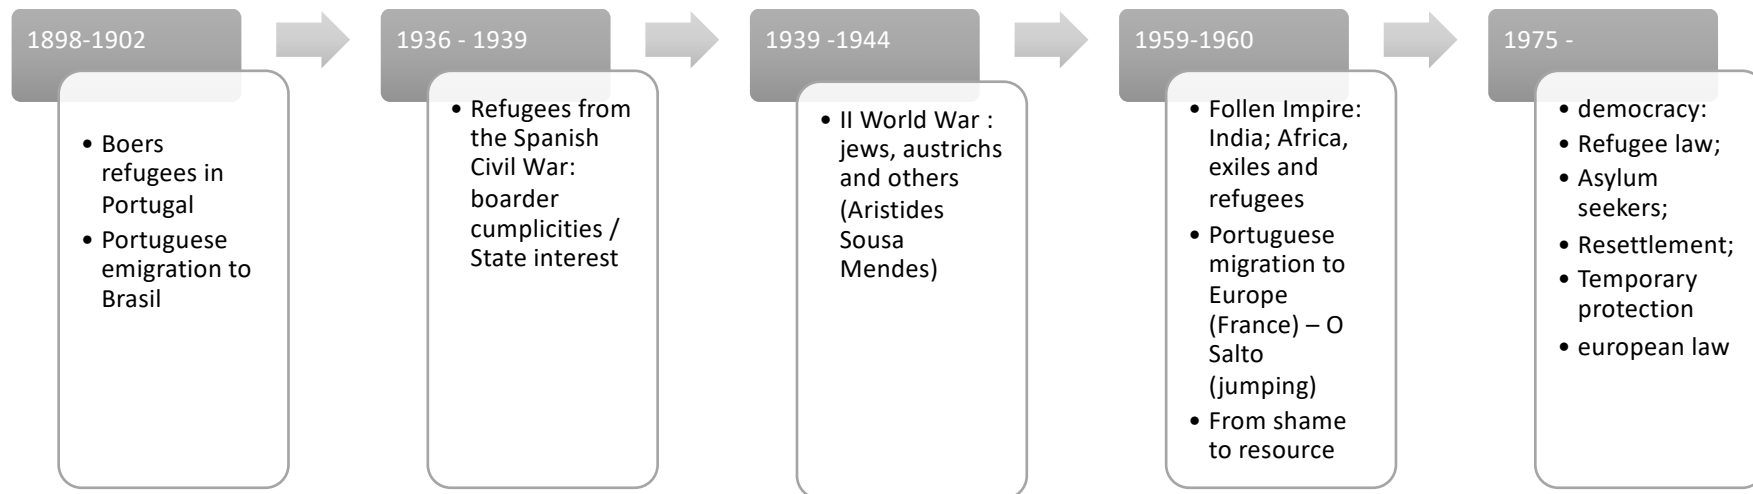 1898-1902
• Boers
refugees in
Portugal
• Portuguese
emigration to
Brasil
1936 - 1939
• Refugees from
the Spanish
Civil War:
boarder
cumplicities /
State interest
1939 -1944
• II World War :
jews, austrichs
and others
(Aristides
Sousa
Mendes)
1959-1960
• Follen Impire:
India; Africa,
exiles and
refugees
• Portuguese
migration to
Europe
(France) – O
Salto
(jumping)
• From shame
to resource
1975 -
• democracy:
• Refugee law;
• Asylum
seekers;
• Resettlement;
• Temporary
protection
• european law